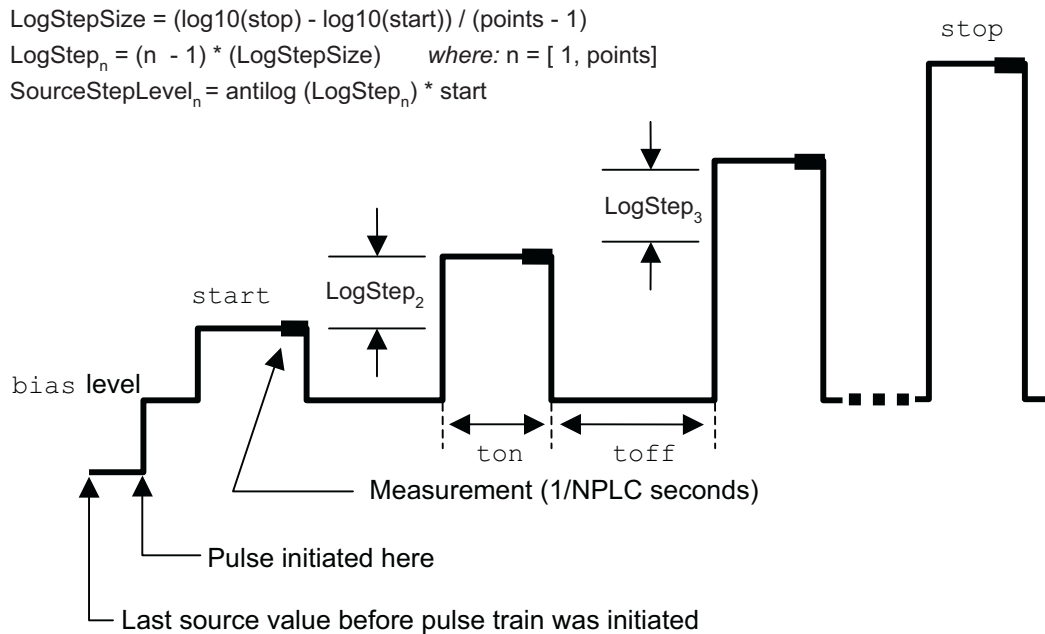 LogStepSize = (log10(stop) - log10(start)) / (points - 1)
LogStepₙ = (n - 1) * (LogStepSize) where: n = [ 1, points]
SourceStepLevelₙ = antilog (LogStepₙ) * start
stop
LogStep₃
LogStep₂
start
bias level
ton
toff
Measurement (1/NPLC seconds)
Pulse initiated here
Last source value before pulse train was initiated